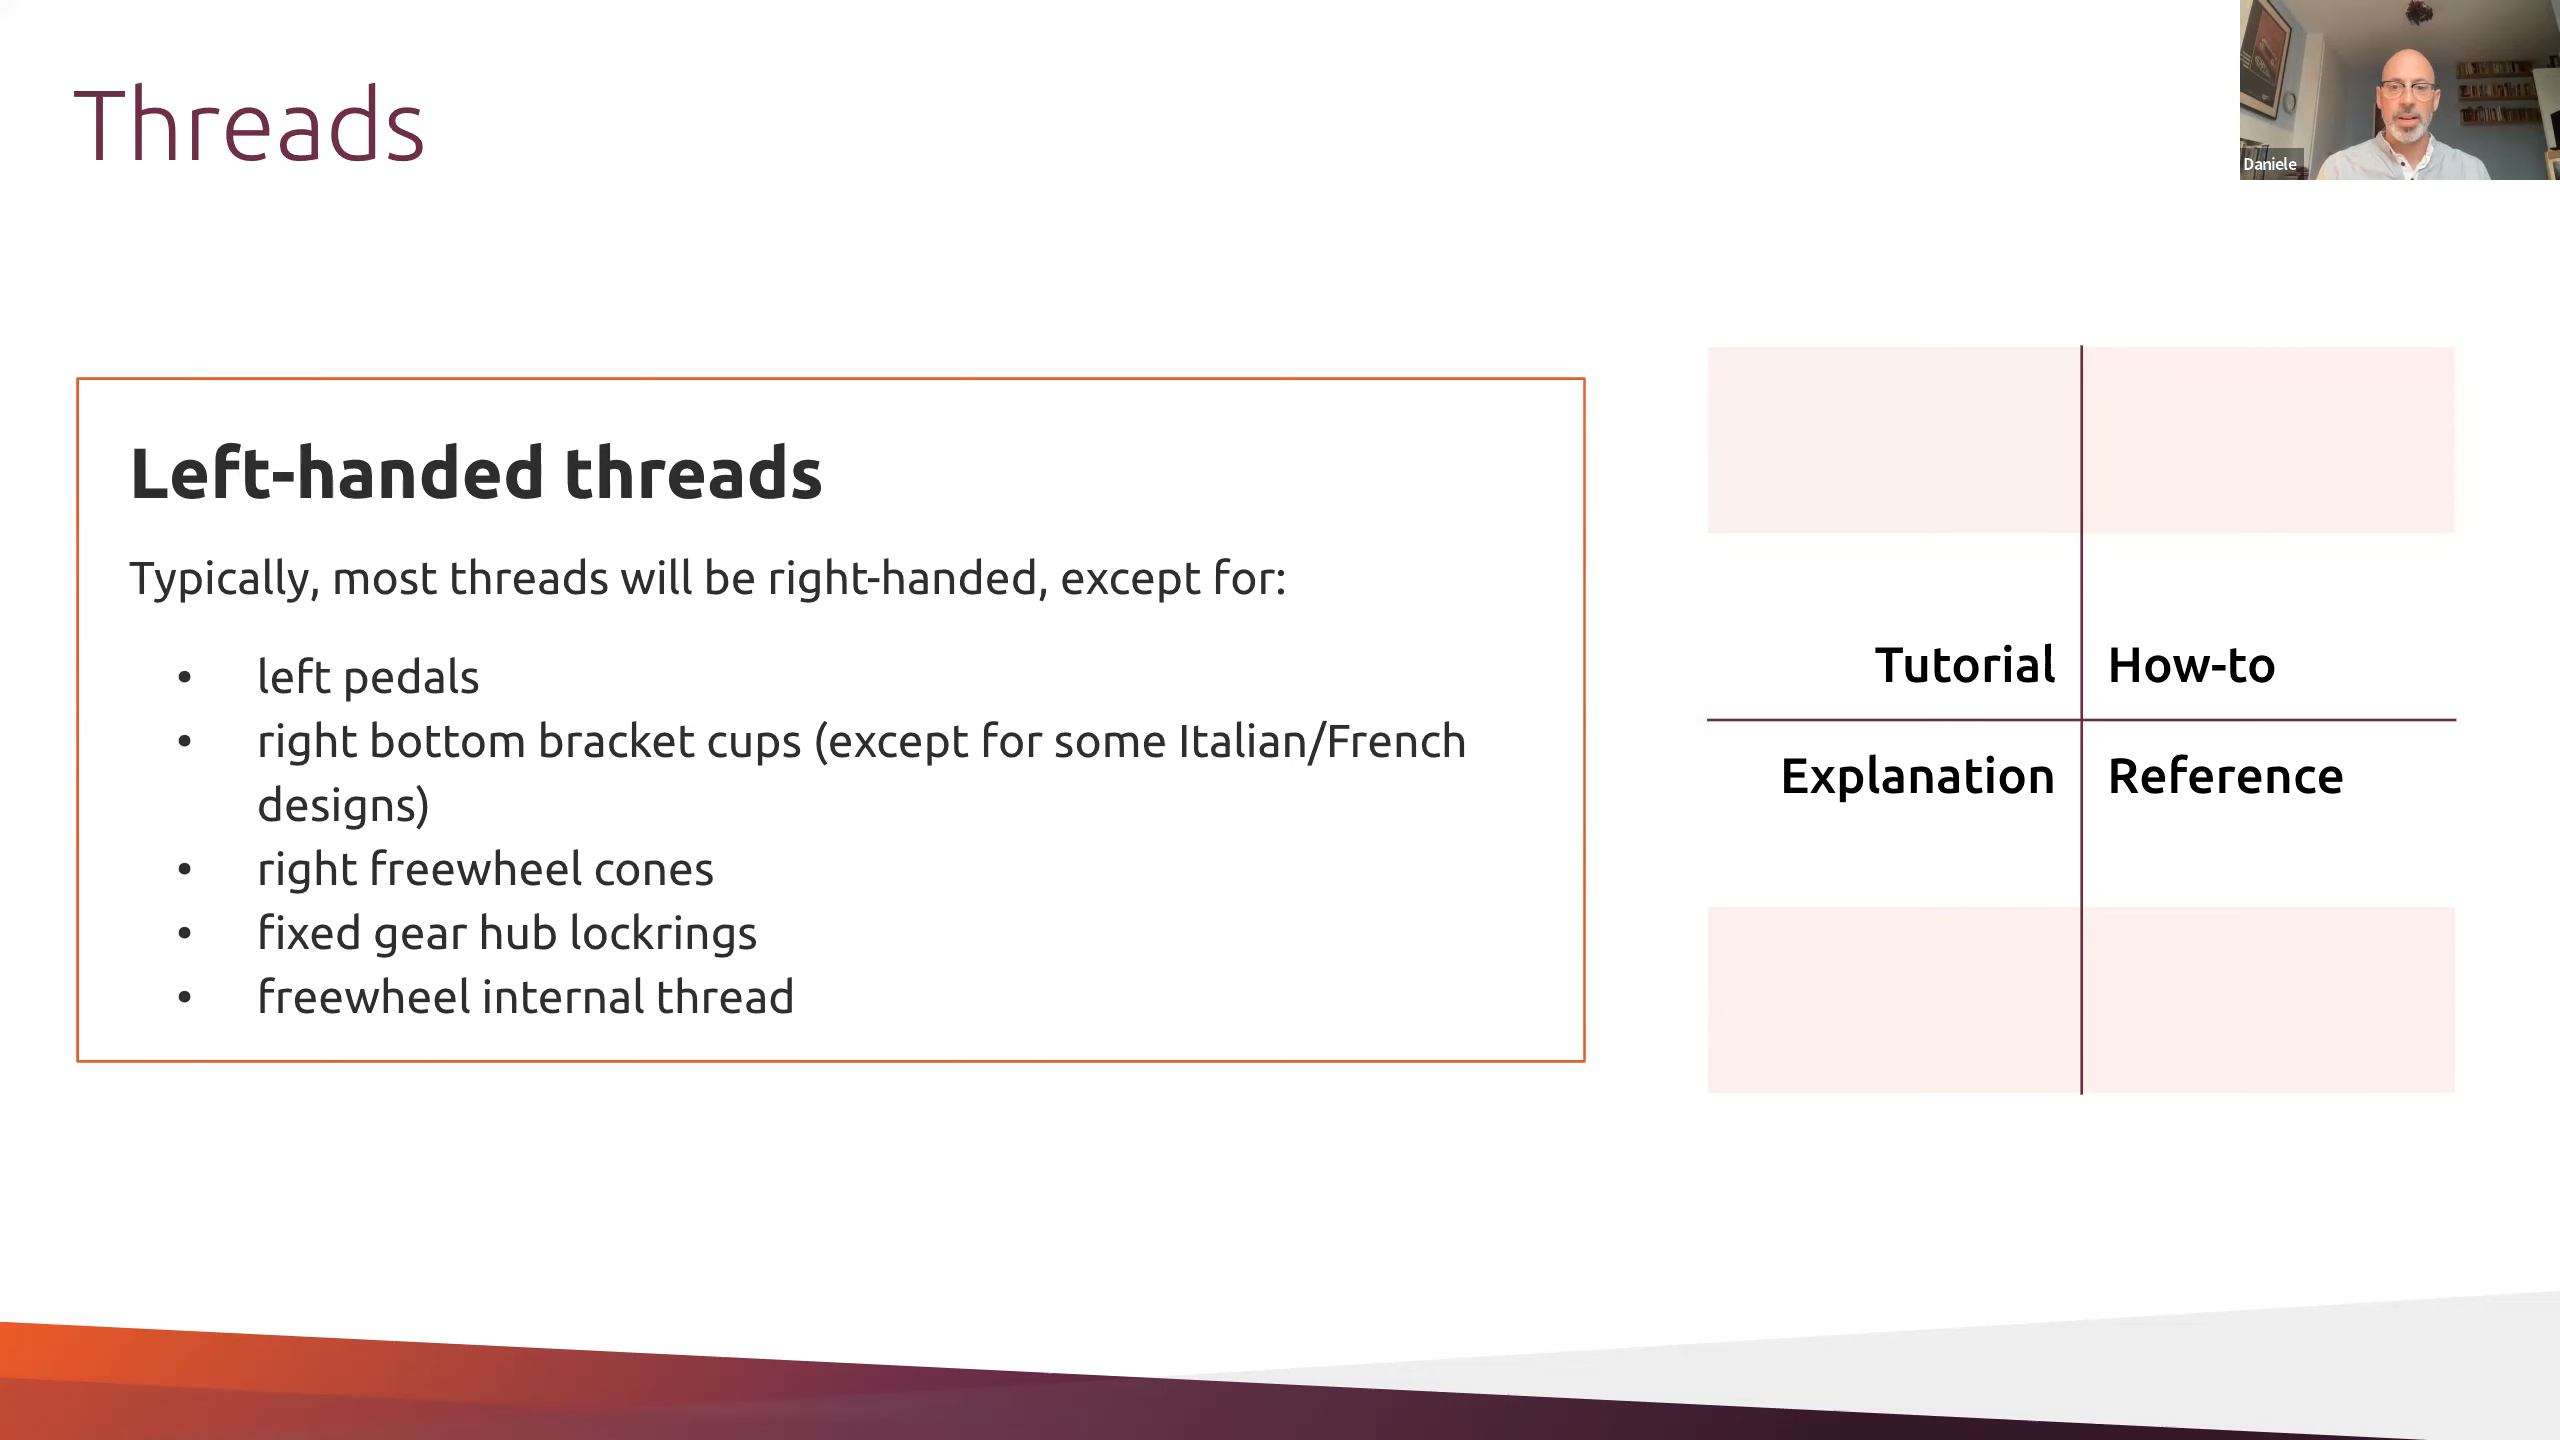 Threads
Daniele
Left-handed threads
Typically, most threads will be right-handed, except for:
• left pedals
• right bottom bracket cups (except for some Italian/French
designs)
• right freewheel cones
• fixed gear hub lockrings
• freewheel internal thread
Tutorial
How-to
Explanation
Reference